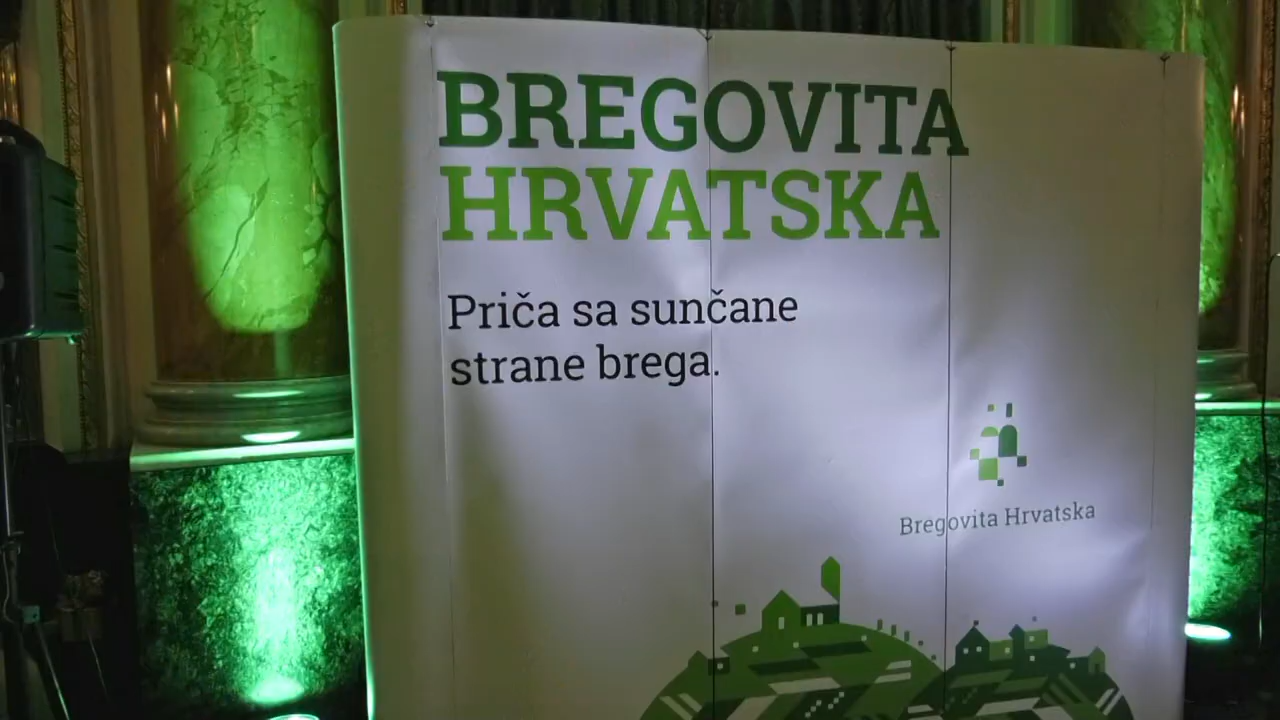 BREGOVITA
HRVATSKA
Priča sa sunčane
strane brega.
Bregovita Hrvatska